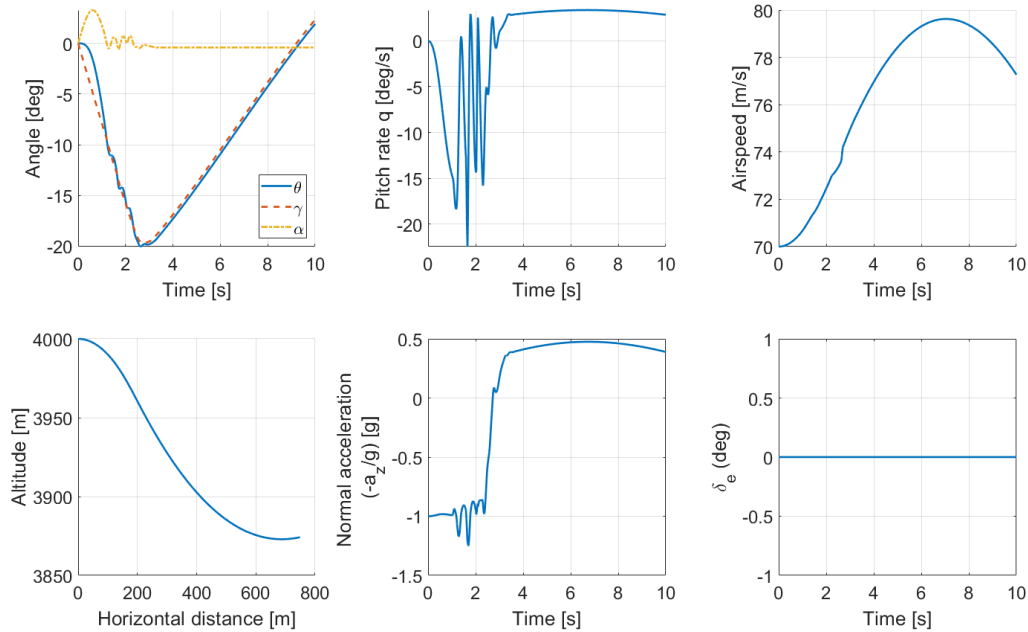 0
-5
-10
-15
-20
0 2 4 6 8 10
Angle [deg]
Time [s]
θ
γ
α
0
-5
-10
-15
-20
0 2 4 6 8 10
Pitch rate q [deg/s]
Time [s]
80
78
76
74
72
70
0 2 4 6 8 10
Airspeed [m/s]
Time [s]
4000
3950
3900
3850
0 200 400 600 800
Altitude [m]
Horizontal distance [m]
0.5
0
-0.5
-1
-1.5
0 2 4 6 8 10
Normal acceleration
(-a_z/g) [g]
Time [s]
1
0.5
0
-0.5
-1
0 2 4 6 8 10
δ_e (deg)
Time [s]